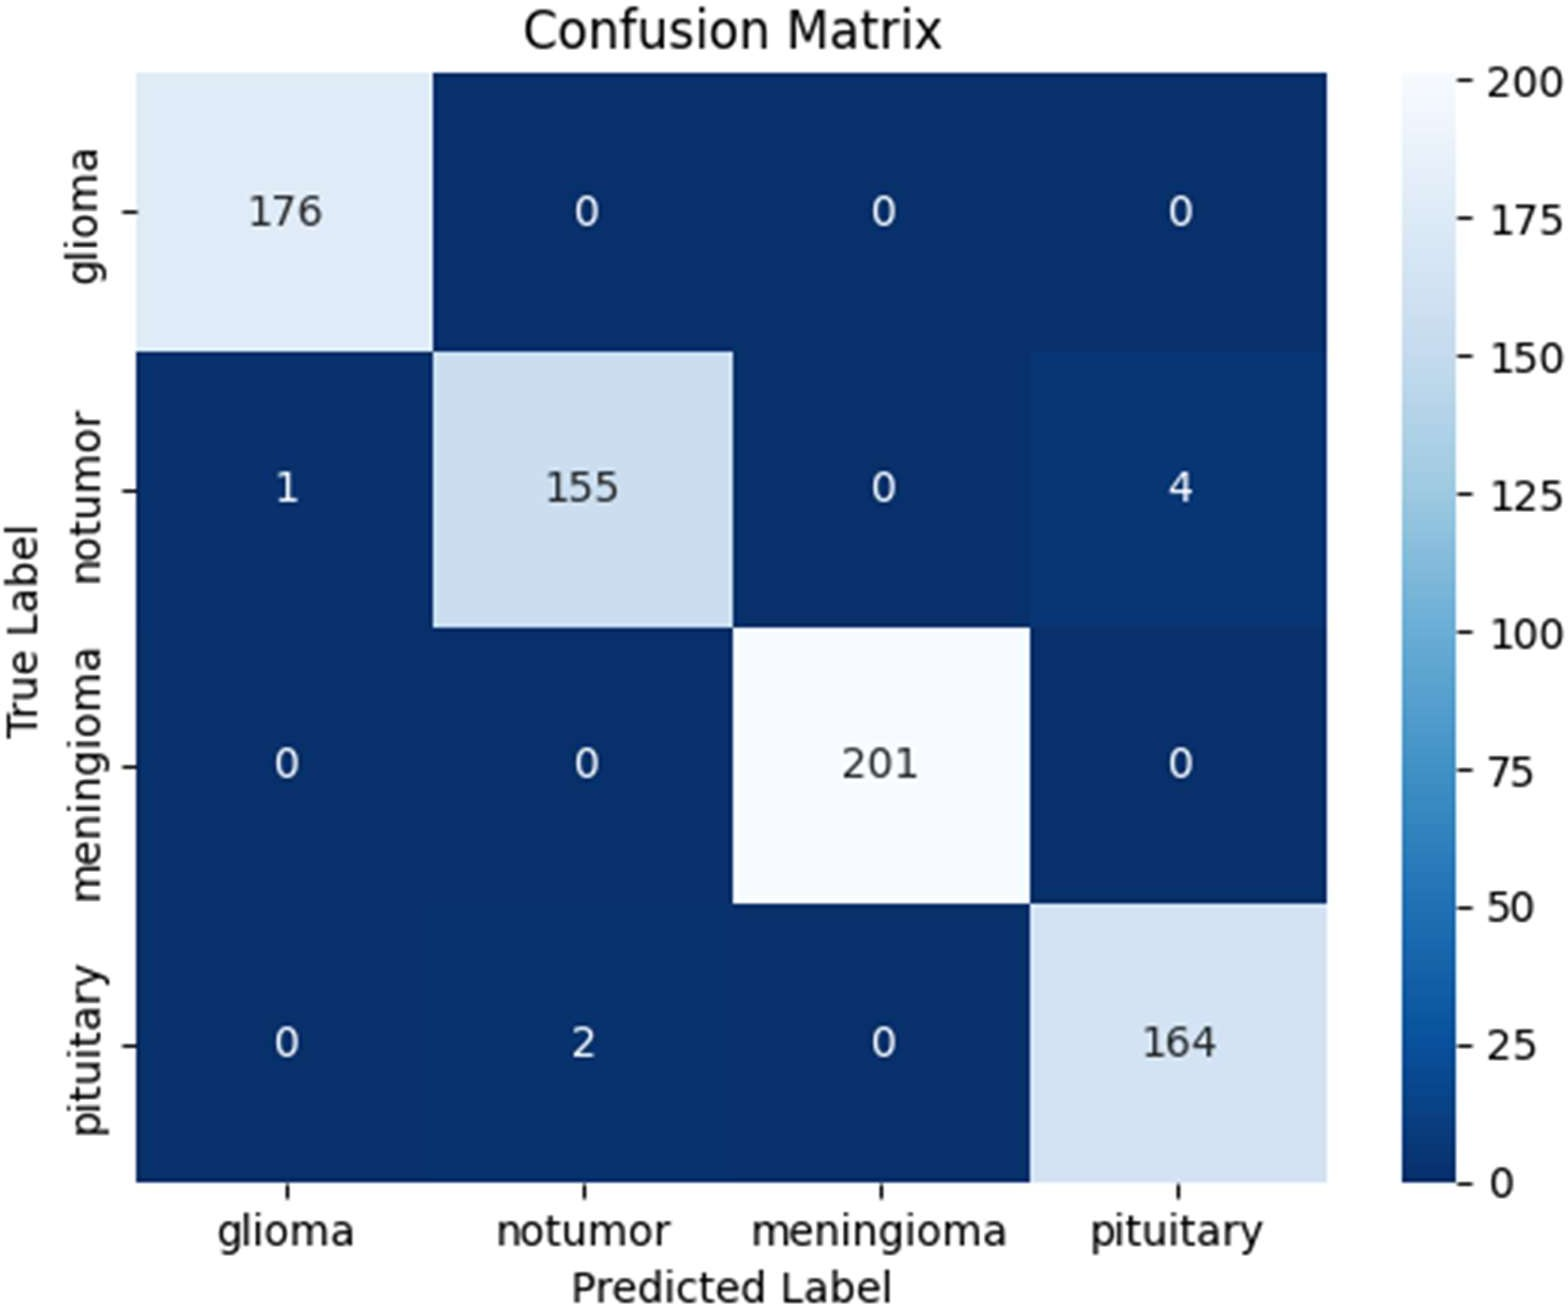 Confusion Matrix
True Label
glioma
176 0 0 0
notumor
1 155 0 4
meningioma
0 0 201 0
pituitary
0 2 0 164
glioma notumor meningioma pituitary
Predicted Label
200
175
150
125
100
75
50
25
0